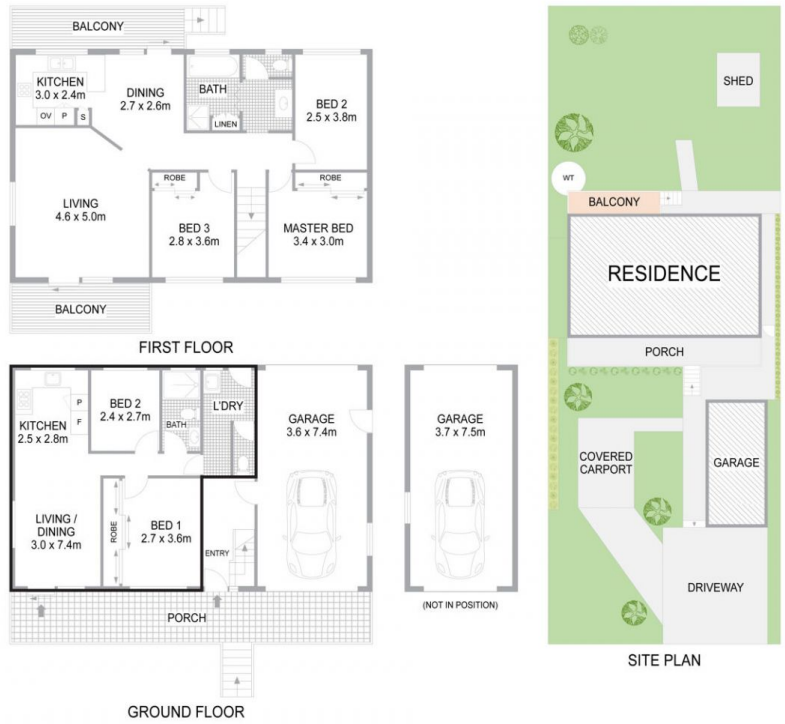 BALCONY
KITCHEN
3.0 x 2.4m
OV
P
S
DINING
2.7 x 2.6m
BATH
LINEN
BED 2
2.5 x 3.8m
LIVING
4.6 x 5.0m
ROBE
BED 3
2.8 x 3.6m
ROBE
MASTER BED
3.4 x 3.0m
BALCONY
FIRST FLOOR
KITCHEN
2.5 x 2.8m
P
F
BED 2
2.4 x 2.7m
BATH
L'DRY
GARAGE
3.6 x 7.4m
LIVING /
DINING
3.0 x 7.4m
ROBE
BED 1
2.7 x 3.6m
ENTRY
PORCH
GROUND FLOOR
GARAGE
3.7 x 7.5m
(NOT IN POSITION)
SHED
WT
BALCONY
RESIDENCE
PORCH
COVERED
CARPORT
GARAGE
DRIVEWAY
SITE PLAN